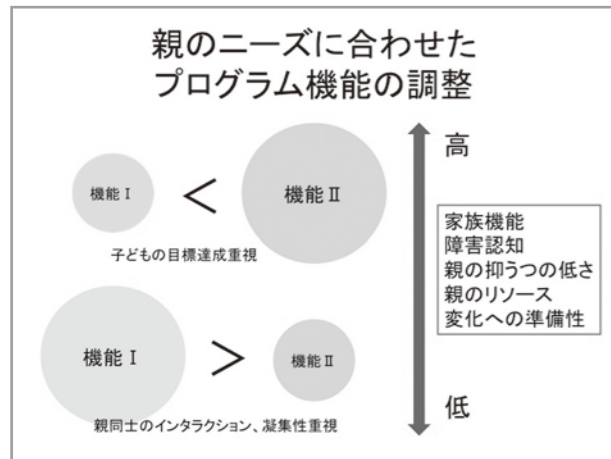 親のニーズに合わせた
プログラム機能の調整
高
機能Ⅰ
<
機能Ⅱ
子どもの目標達成重視
家族機能
障害認知
親の抑うつの低さ
親のリソース
変化への準備性
機能Ⅰ
>
機能Ⅱ
親同士のインタラクション、凝集性重視
低